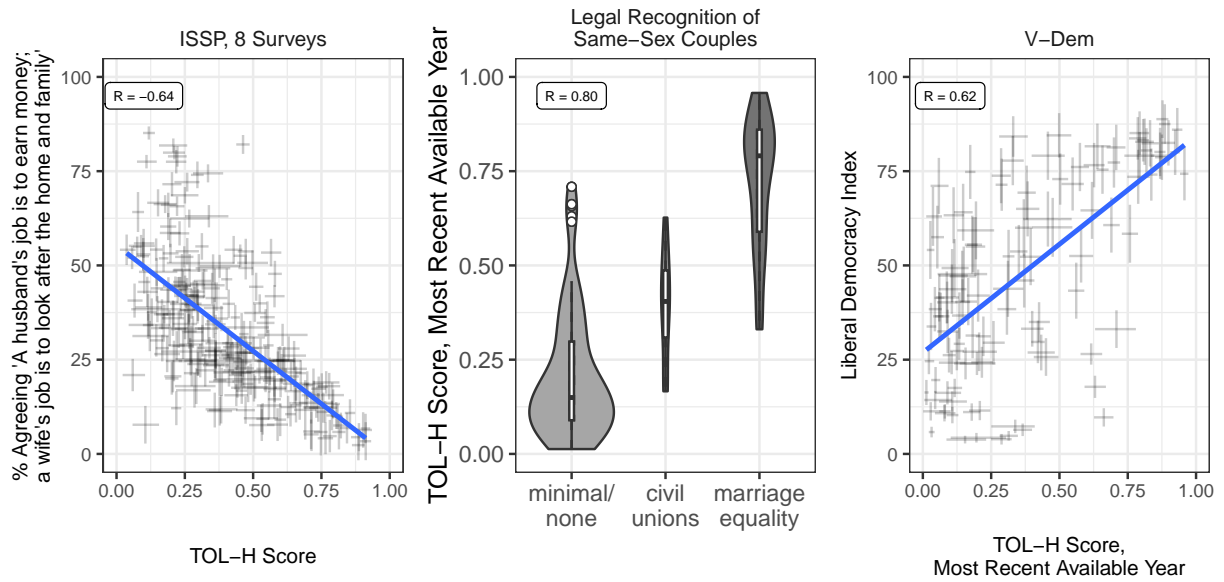 ISSP, 8 Surveys
% Agreeing 'A husband's job is to earn money;
a wife's job is to look after the home and family'
100
75
50
25
0
R = −0.64
0.00 0.25 0.50 0.75 1.00
TOL−H Score
Legal Recognition of
Same−Sex Couples
TOL−H Score, Most Recent Available Year
1.00
0.75
0.50
0.25
0.00
R = 0.80
minimal/
none
civil
unions
marriage
equality
V−Dem
Liberal Democracy Index
100
75
50
25
0
R = 0.62
0.00 0.25 0.50 0.75 1.00
TOL−H Score,
Most Recent Available Year